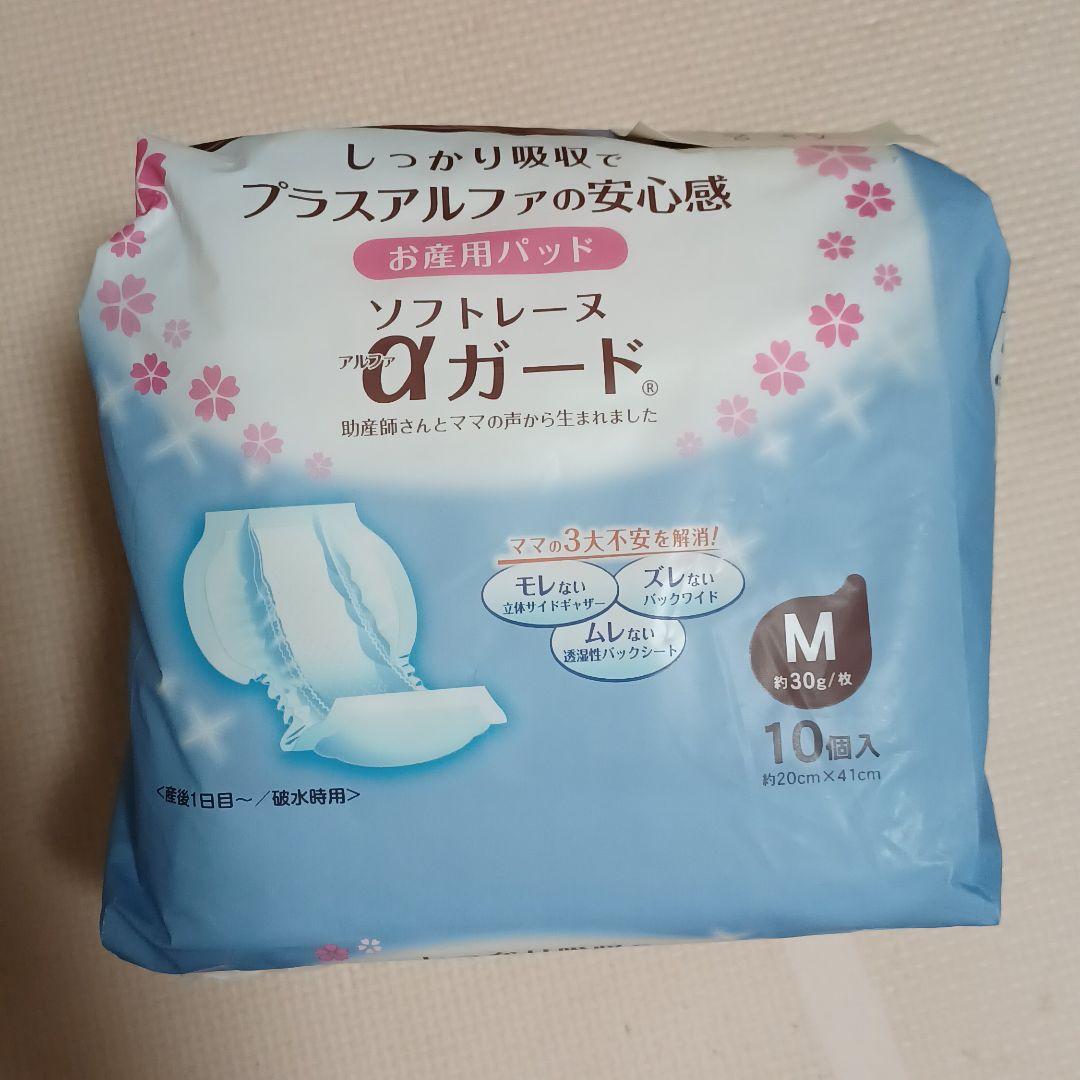 しっかり吸収で
プラスアルファの安心感
お産用パッド
ソフトレーヌ
アルファ
αガード®
助産師さんとママの声から生まれました
ママの3大不安を解消!
モレない
立体サイドギャザー
ズレない
バックワイド
ムレない
透湿性バックシート
M
約30g/枚
10個入
約20cm×41cm
<産後1日目~/破水時用>